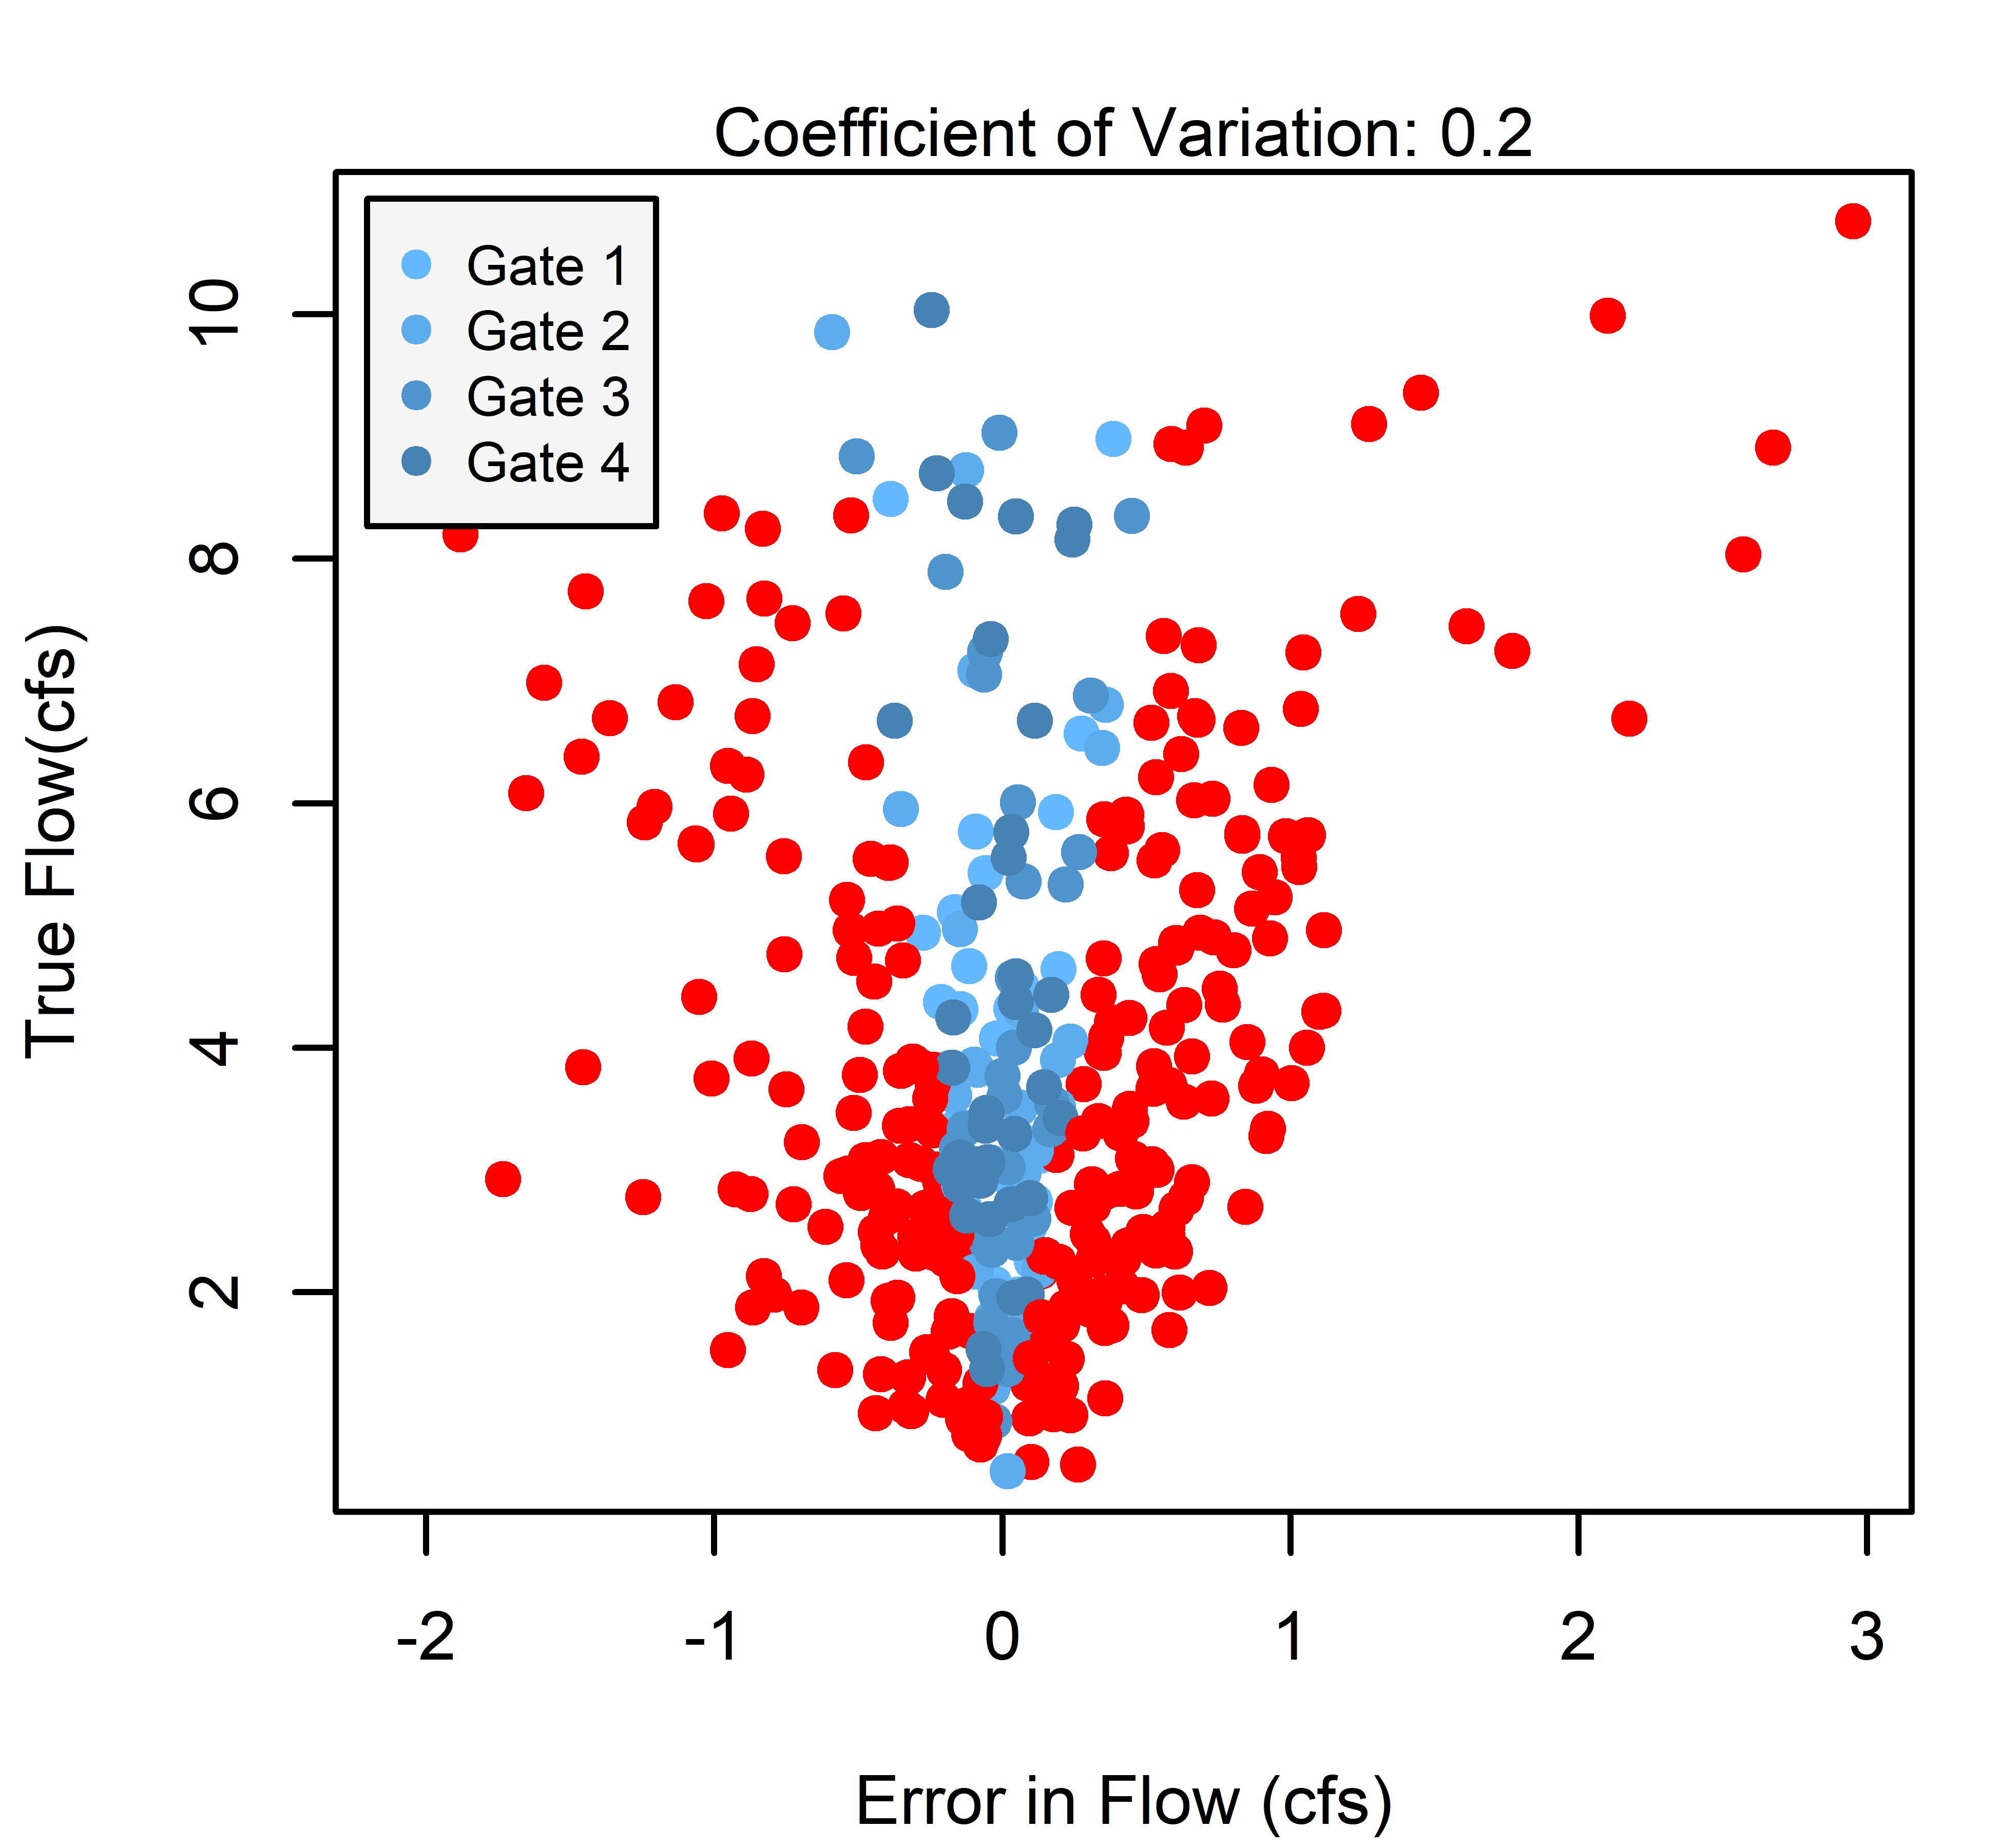 Coefficient of Variation: 0.2
Gate 1
Gate 2
Gate 3
Gate 4
True Flow(cfs)
10
8
6
4
2
-2 -1 0 1 2 3
Error in Flow (cfs)